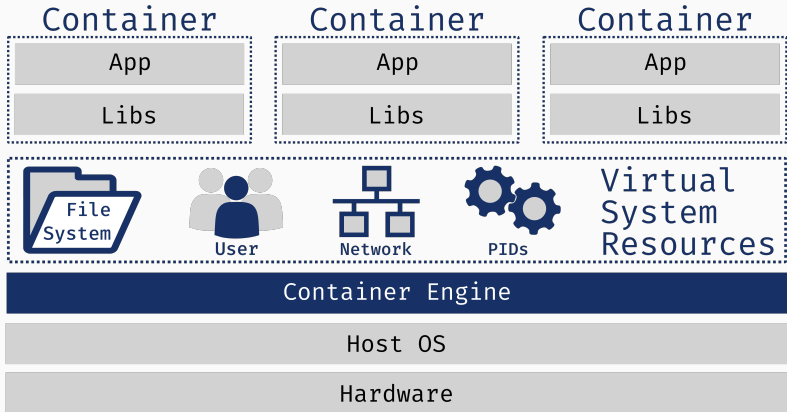 Container Container Container
App App App
Libs Libs Libs
File
System
User
Network
PIDs
Virtual
System
Resources
Container Engine
Host OS
Hardware